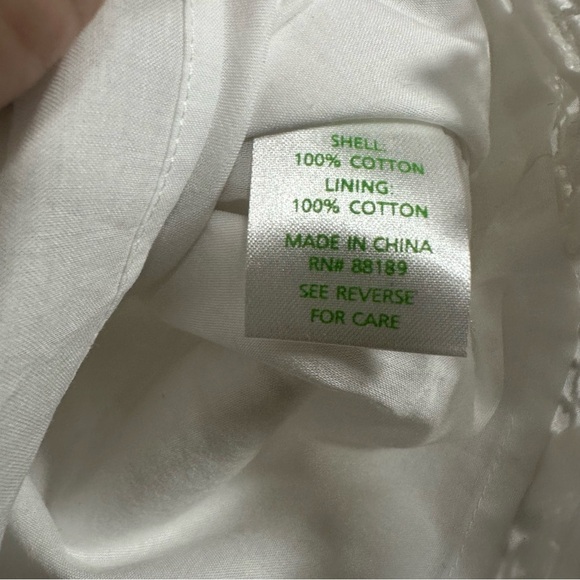 SHELL:
100% COTTON
LINING:
100% COTTON
MADE IN CHINA
RN# 88189
SEE REVERSE
FOR CARE